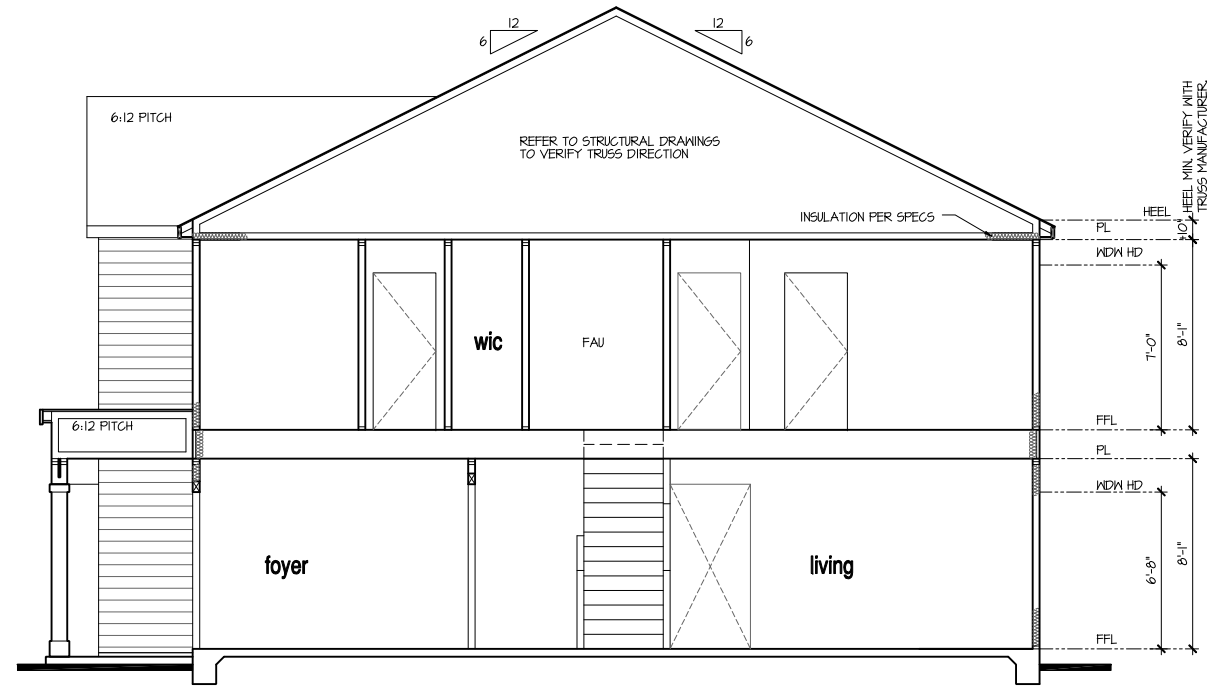 12
6
12
6
6:12 PITCH
REFER TO STRUCTURAL DRAWINGS
TO VERIFY TRUSS DIRECTION
INSULATION PER SPECS
HEEL
10"
HEEL MIN. VERIFY WITH
TRUSS MANUFACTURER.
PL
WDW HD
wic
FAU
7'-0"
8'-1"
6:12 PITCH
FFL
PL
WDW HD
foyer
living
6'-8"
8'-1"
FFL